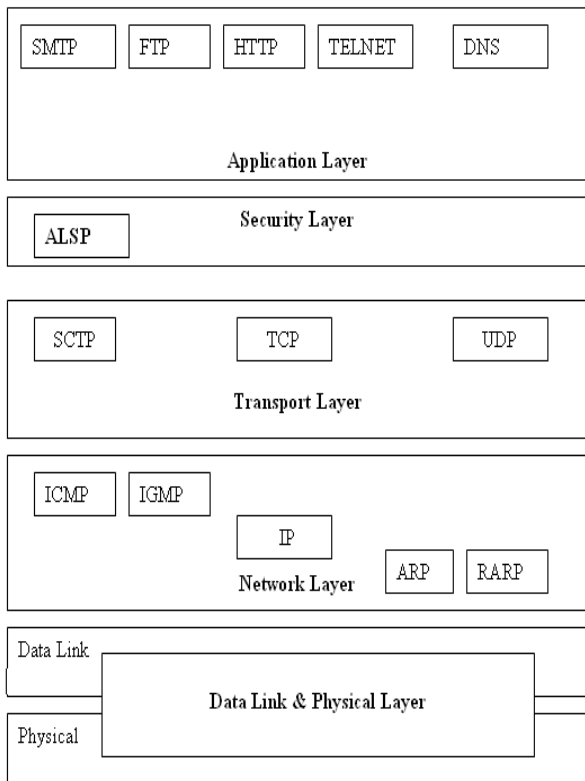 SMTP FTP HTTP TELNET DNS
Application Layer
Security Layer
ALSP
SCTP TCP UDP
Transport Layer
ICMP IGMP
IP
ARP RARP
Network Layer
Data Link
Data Link & Physical Layer
Physical